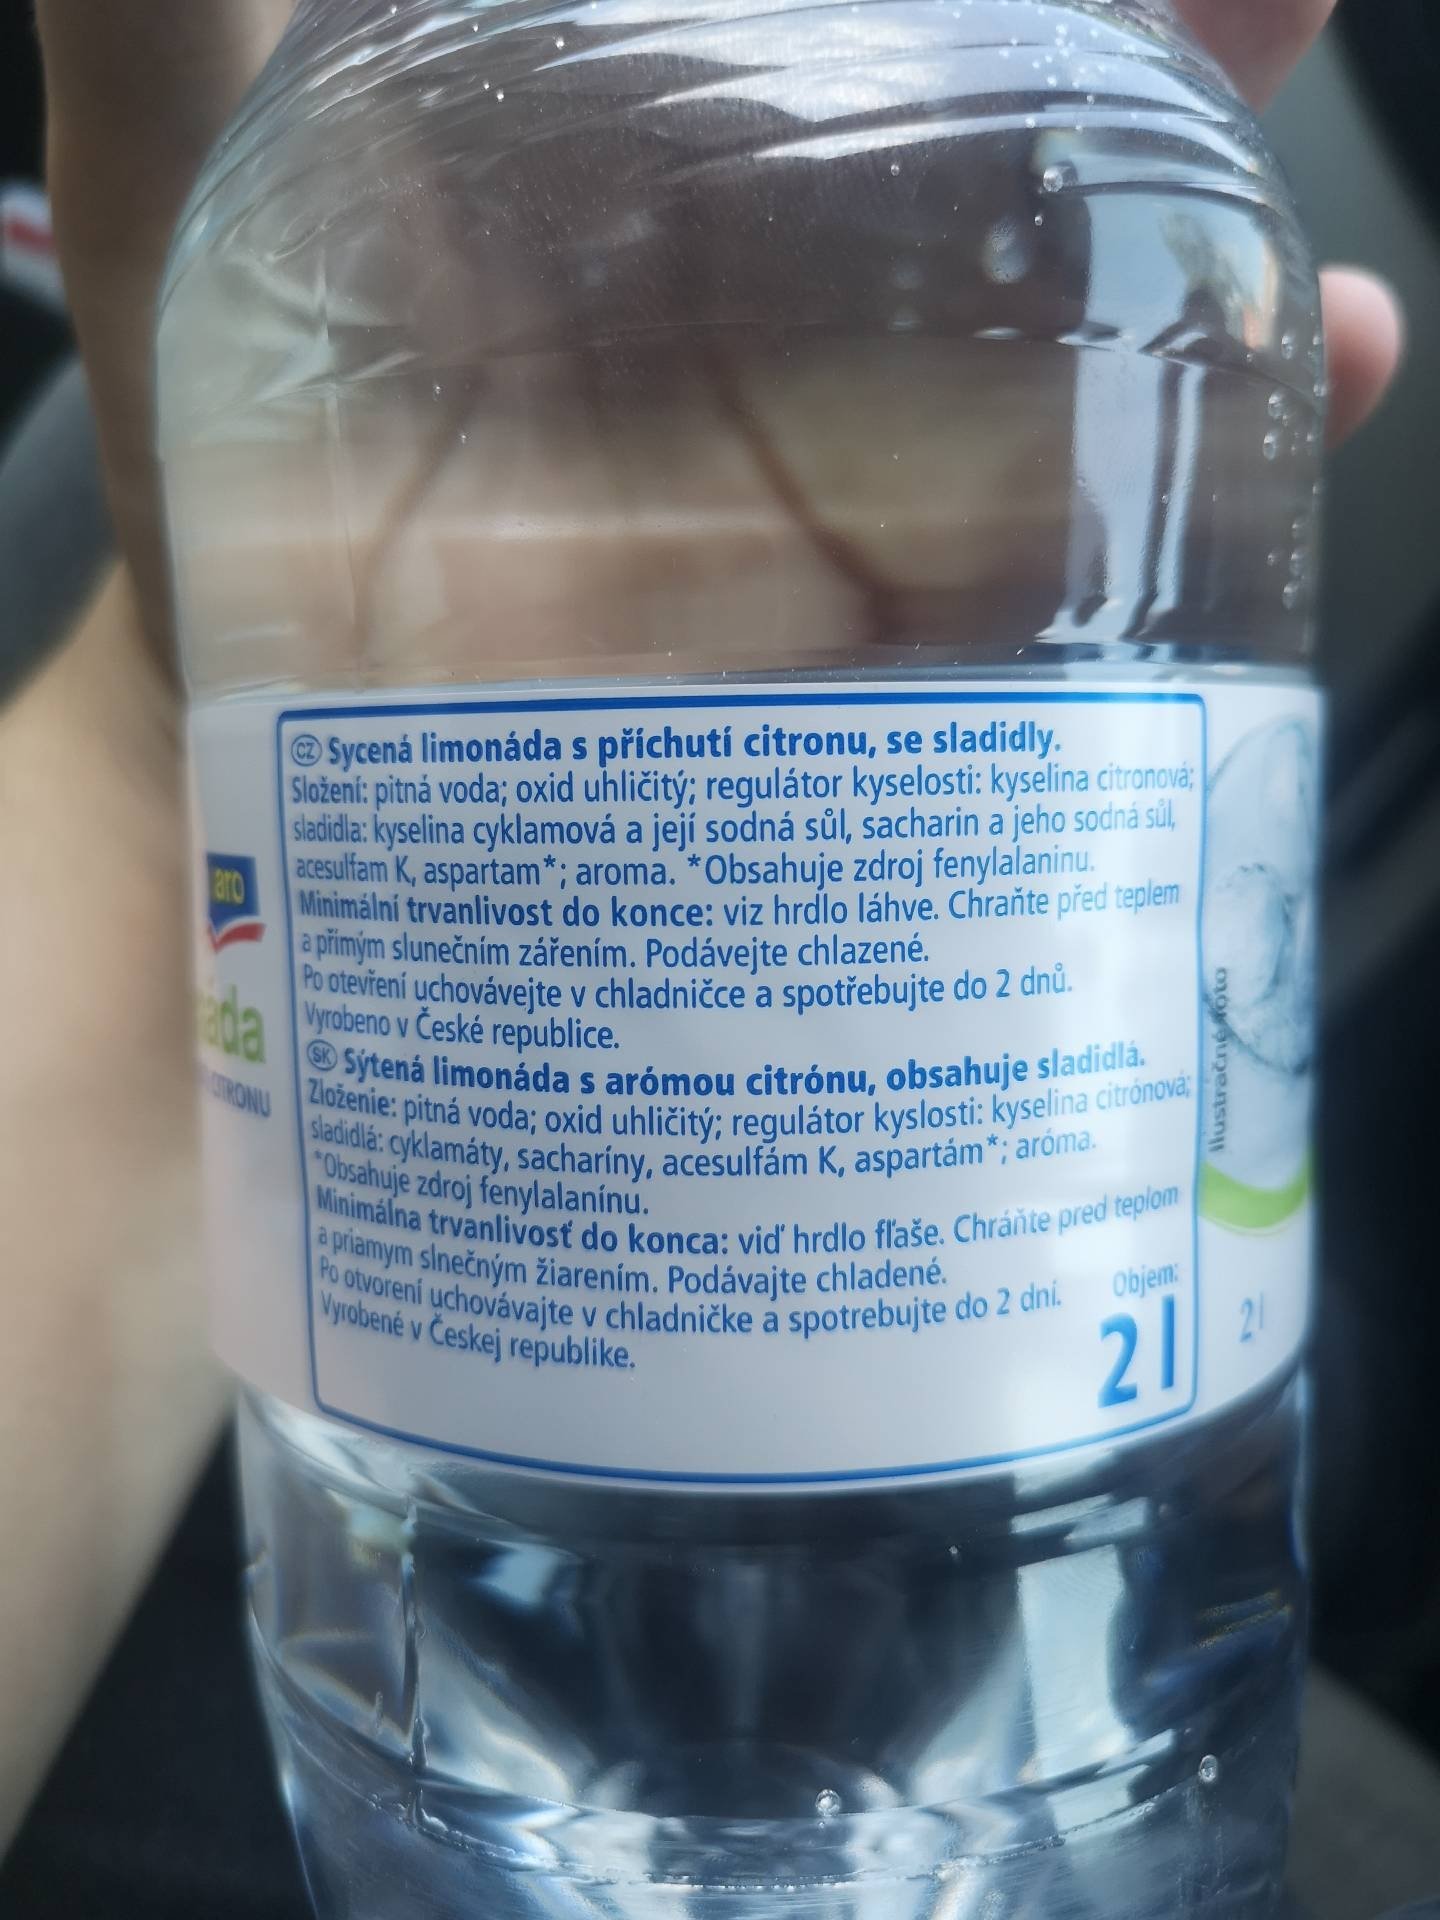 CZ Sycená limonáda s příchutí citronu, se sladidly.
Složení: pitná voda; oxid uhličitý; regulátor kyselosti: kyselina citronová;
sladidla: kyselina cyklamová a její sodná sůl, sacharin a jeho sodná sůl,
acesulfam K, aspartam*; aroma. *Obsahuje zdroj fenylalaninu.
Minimální trvanlivost do konce: viz hrdlo láhve. Chraňte před teplem
a přímým slunečním zářením. Podávejte chlazené.
Po otevření uchovávejte v chladničce a spotřebujte do 2 dnů.
Vyrobeno v České republice.
SK Sýtená limonáda s arómou citrónu, obsahuje sladidlá.
Zloženie: pitná voda; oxid uhličitý; regulátor kyslosti: kyselina citrónová;
sladidlá: cyklamáty, sacharíny, acesulfám K, aspartám*; aróma.
*Obsahuje zdroj fenylalanínu.
Minimálna trvanlivosť do konca: viď hrdlo fľaše. Chráňte pred teplom
a priamym slnečným žiarením. Podávajte chladené.
Po otvorení uchovávajte v chladničke a spotrebujte do 2 dní.
Vyrobené v Českej republike.
Objem:
2 l
aro
áda
CITRONU
Ilustračné foto
2 l